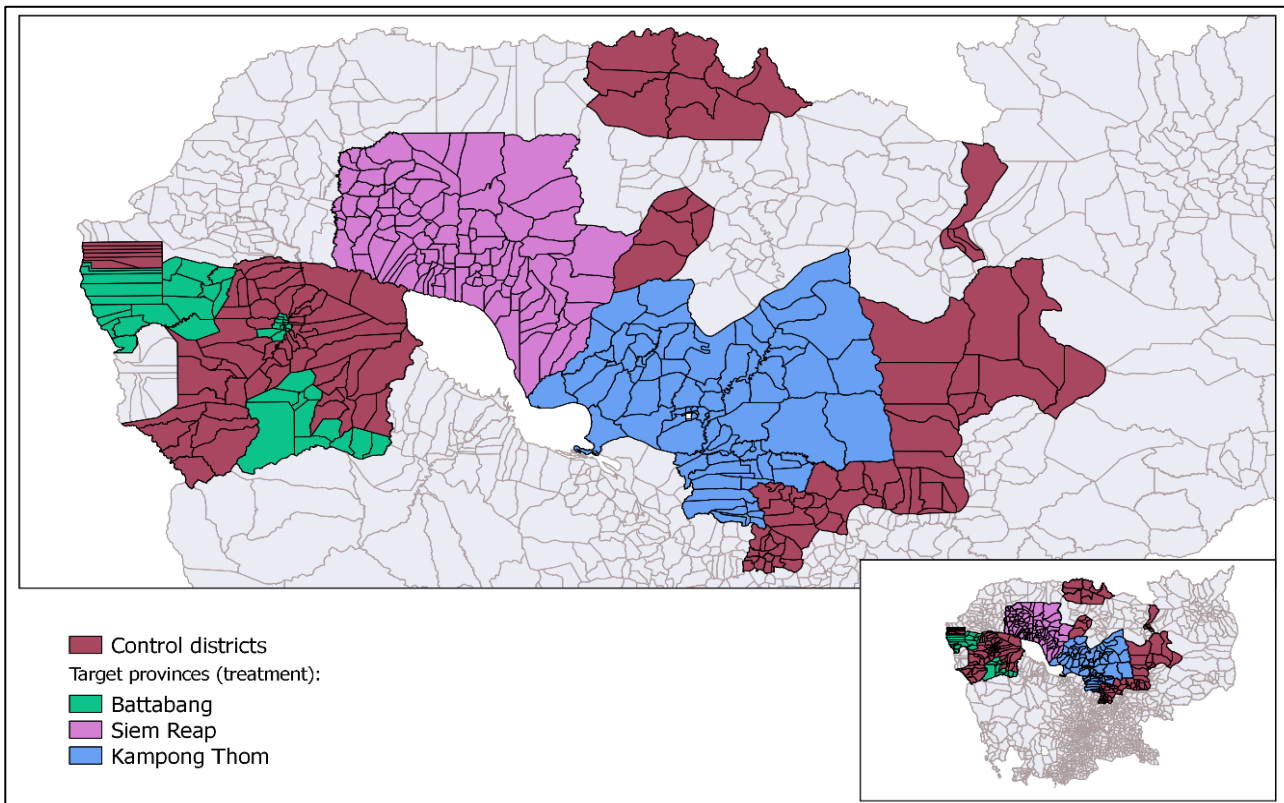 Control districts
Target provinces (treatment):
Battabang
Siem Reap
Kampong Thom